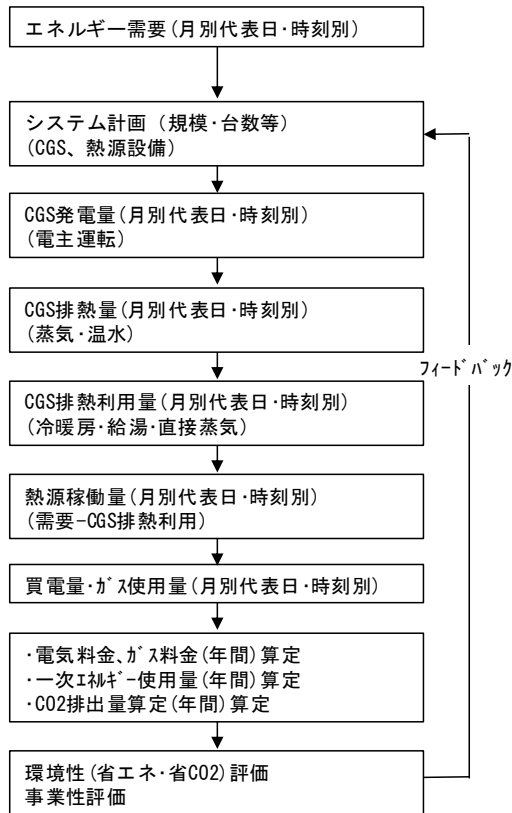 エネルギー需要(月別代表日・時刻別)
システム計画 (規模・台数等)
(CGS、熱源設備)
CGS発電量(月別代表日・時刻別)
(電主運転)
CGS排熱量(月別代表日・時刻別)
(蒸気・温水)
フィードバック
CGS排熱利用量(月別代表日・時刻別)
(冷暖房・給湯・直接蒸気)
熱源稼働量(月別代表日・時刻別)
(需要-CGS排熱利用)
買電量・ガス使用量(月別代表日・時刻別)
・電気料金、ガス料金(年間)算定
・一次エネルギー使用量(年間)算定
・CO2排出量算定(年間)算定
環境性(省エネ・省CO2)評価
事業性評価